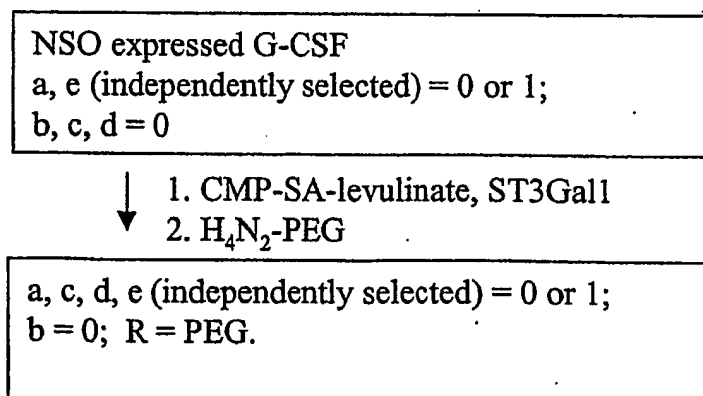 NSO expressed G-CSF
a, e (independently selected) = 0 or 1;
b, c, d = 0
1. CMP-SA-levulinate, ST3Gal1
2. H₄N₂-PEG
a, c, d, e (independently selected) = 0 or 1;
b = 0; R = PEG.